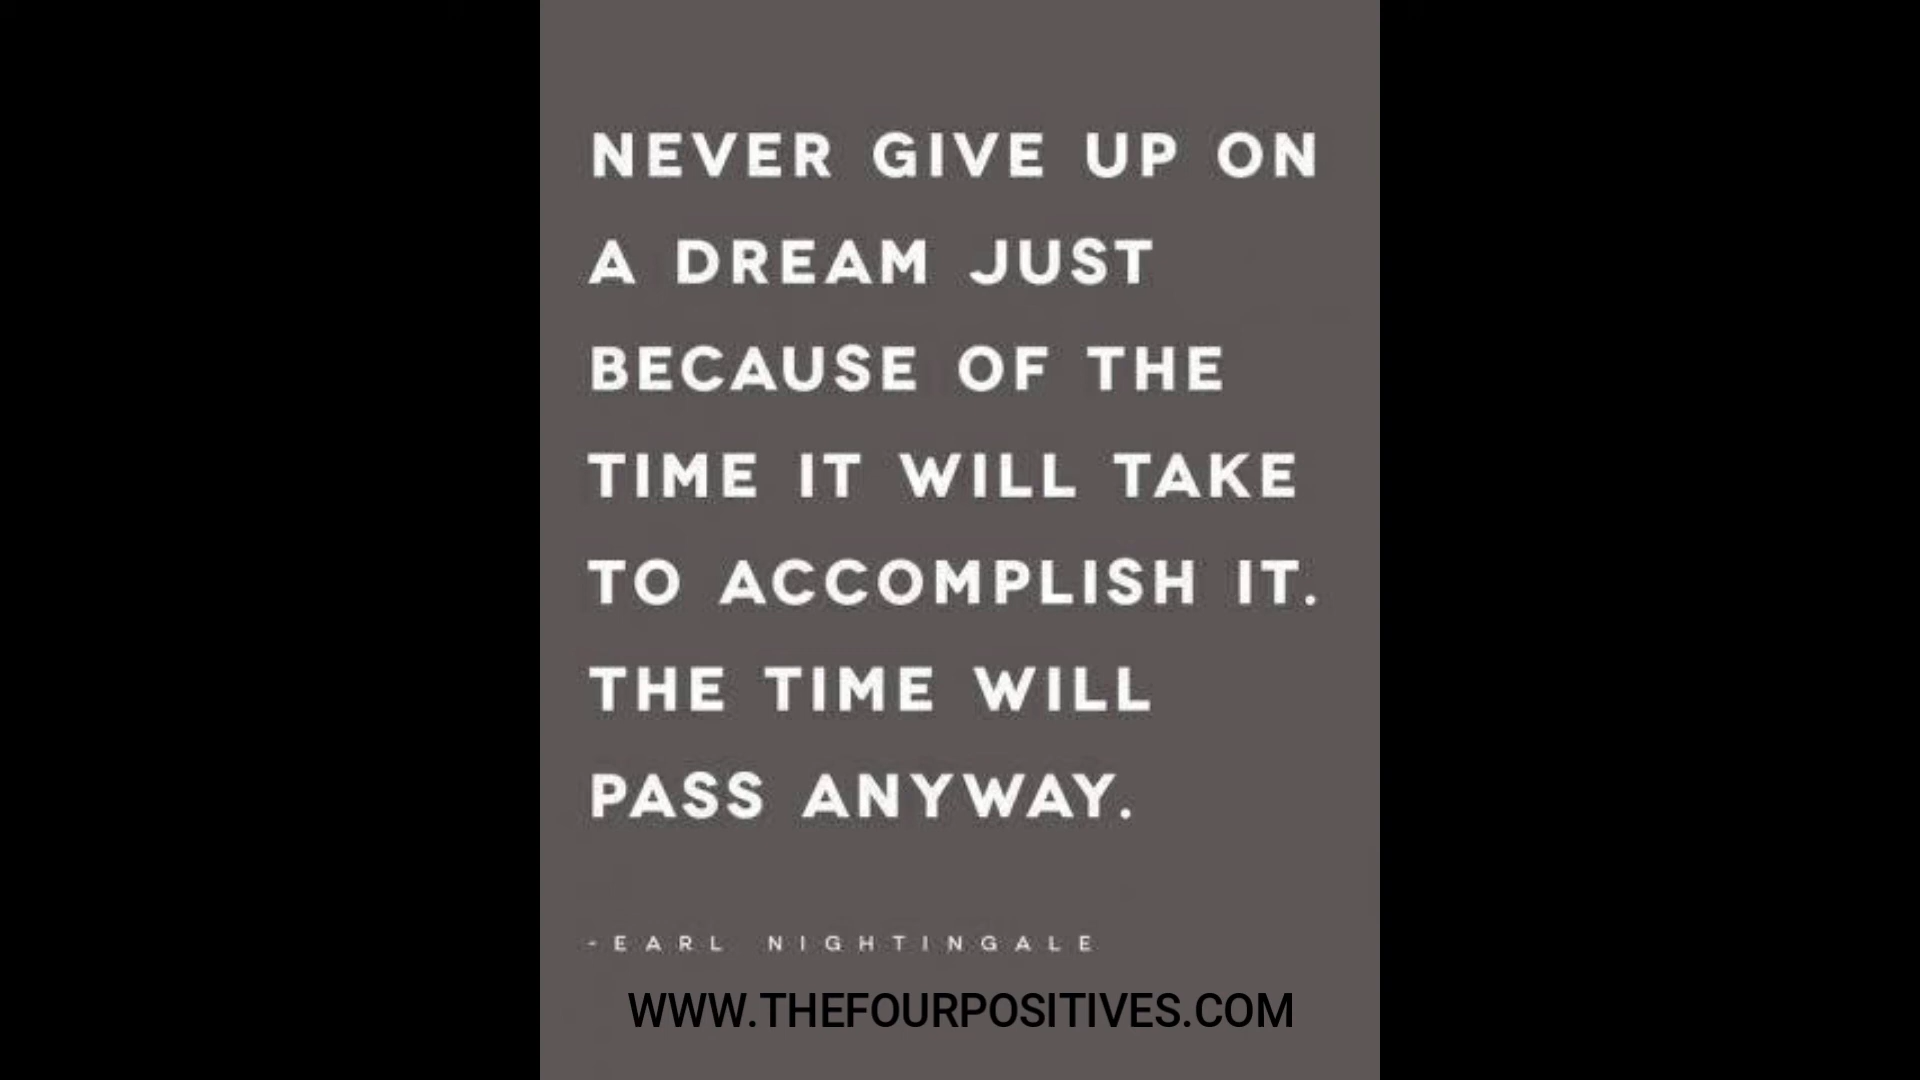 NEVER GIVE UP ON
A DREAM JUST
BECAUSE OF THE
TIME IT WILL TAKE
TO ACCOMPLISH IT.
THE TIME WILL
PASS ANYWAY.
-EARL NIGHTINGALE
WWW.THEFOURPOSITIVES.COM